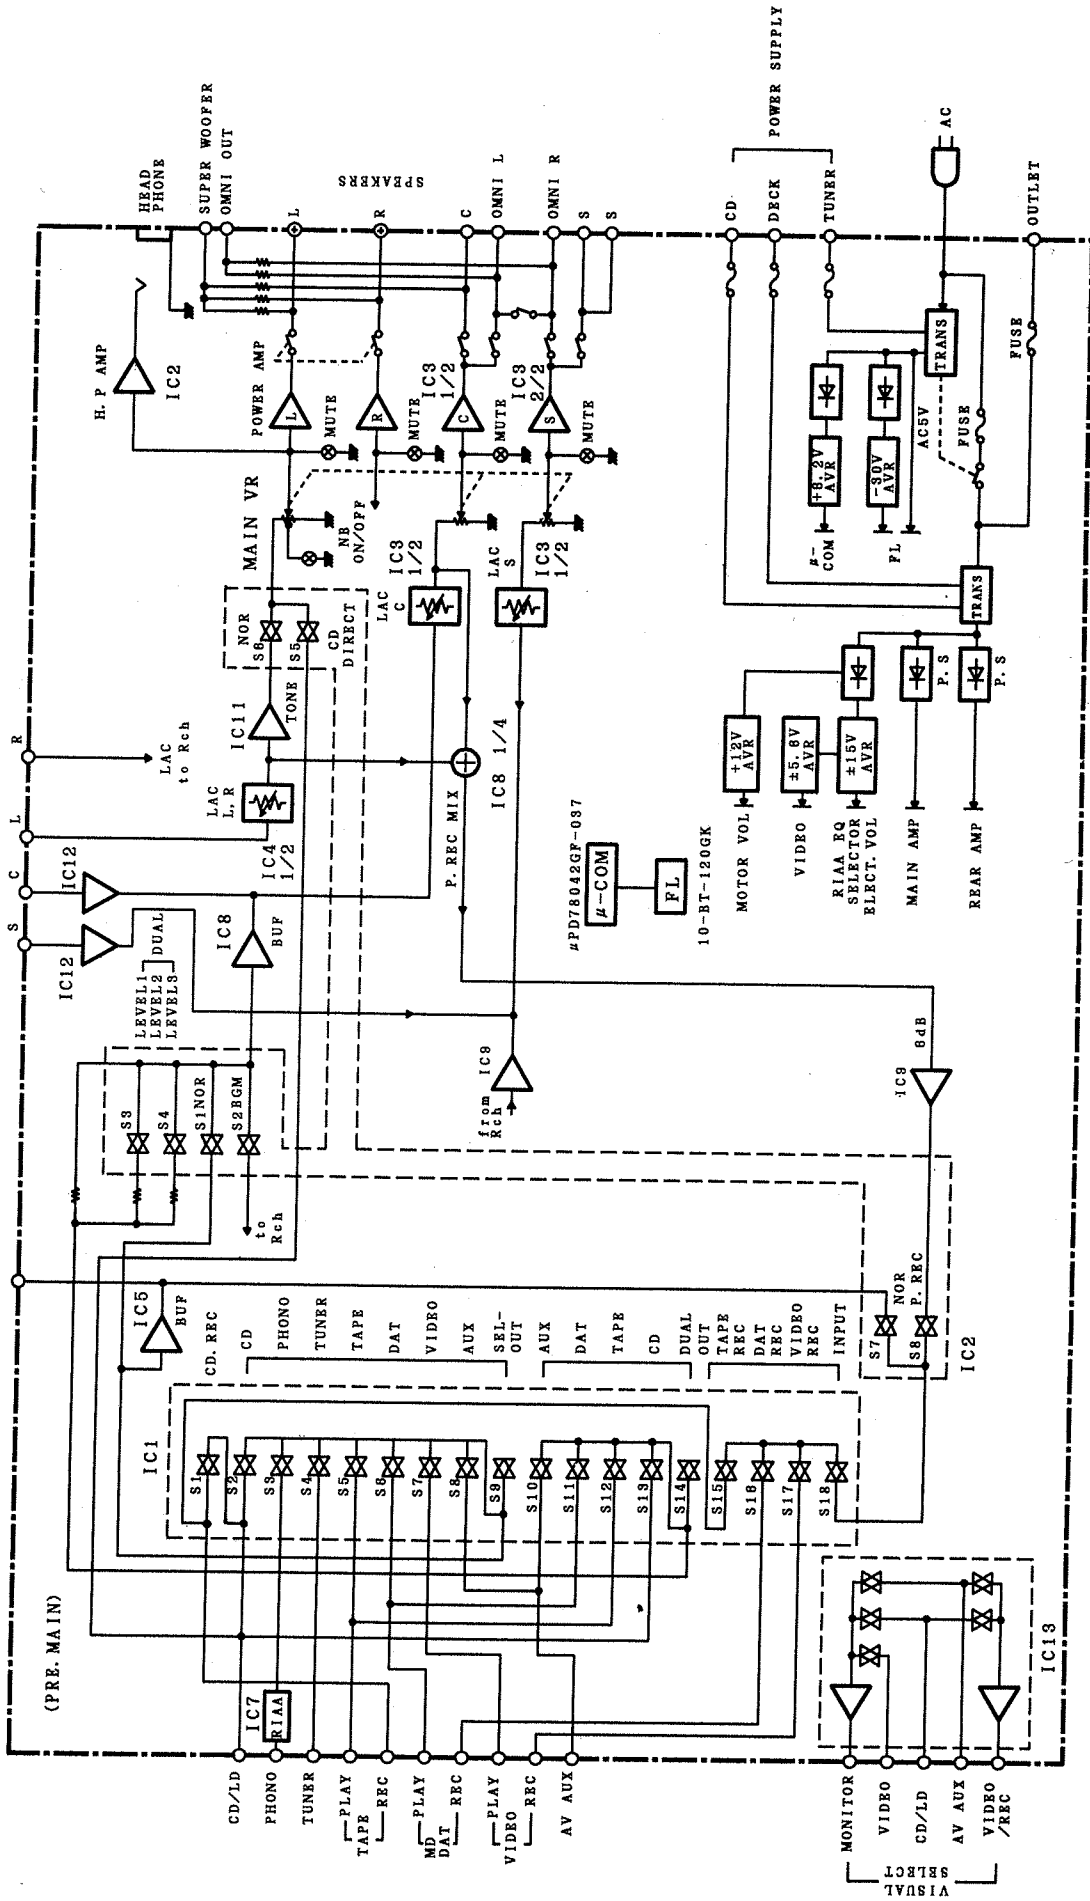 (PRE. MAIN)
CD/LD
PHONO
TUNER
PLAY
TAPE
REC
PLAY
MD
DAT
REC
PLAY
VIDEO
REC
AV AUX
MONITOR
VIDEO
CD/LD
AV AUX
VIDEO
/REC
VISUAL
SELECT
IC13
IC7
RIAA
IC1
S1
S2
S3
S4
S5
S6
S7
S8
S9
S10
S11
S12
S13
S14
S15
S16
S17
S18
CD. REC
CD
PHONO
TUNER
TAPE
DAT
VIDEO
AUX
SEL-
OUT
AUX
DAT
TAPE
CD
DUAL
OUT
TAPE
REC
DAT
REC
VIDEO
REC
INPUT
IC5
BUF
S7
S8
NOR
P. REC
IC2
S3
S4
S1NOR
S2BGM
to
Rch
LEVEL1
LEVEL2
LEVEL3
DUAL
S
C
L
R
IC12
IC12
IC8
BUF
LAC
L, R
IC4
1/2
LAC
to Rch
IC11
TONE
NOR
S6
S5
CD
DIRECT
MAIN VR
NB
ON/OFF
LAC
C
IC3
1/2
LAC
S
IC3
1/2
P. REC MIX
IC8 1/4
from
Rch
IC9
IC9
6dB
H. P AMP
IC2
HEAD
PHONE
POWER AMP
L
MUTE
R
MUTE
C
MUTE
S
MUTE
IC3
1/2
IC3
2/2
SUPER WOOFER
OMNI OUT
L
R
C
OMNI L
OMNI R
S
S
SPEAKERS
μPD78042GF-037
μ-COM
FL
10-BT-120GK
MOTOR VOL
VIDEO
RIAA EQ
SELECTOR
ELECT. VOL
MAIN AMP
REAR AMP
+12V
AVR
±5.8V
AVR
±15V
AVR
P. S
P. S
TRANS
μ-
COM
FL
AVR
-30V
AVR
AC5V
TRANS
FUSE
FUSE
CD
DECK
TUNER
POWER SUPPLY
AC
OUTLET